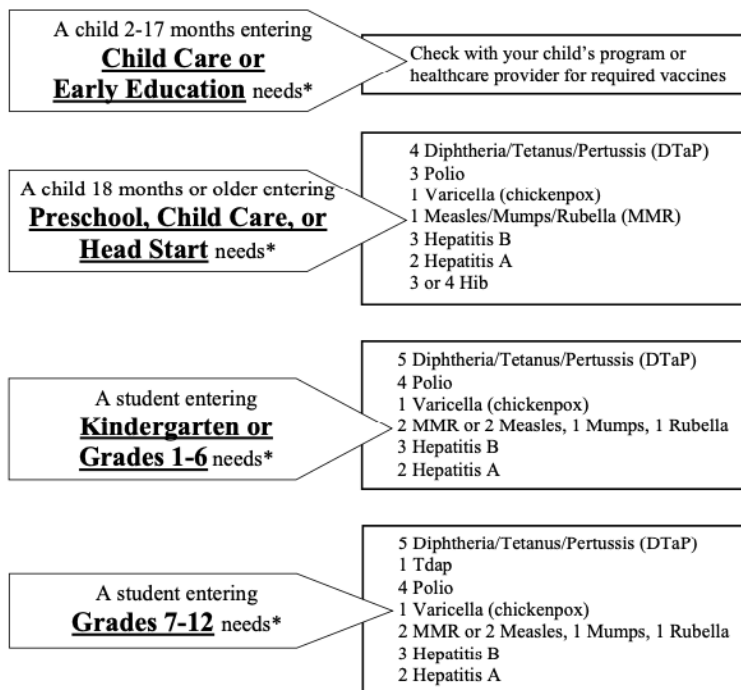 A child 2-17 months entering
Child Care or
Early Education needs*
Check with your child's program or
healthcare provider for required vaccines
A child 18 months or older entering
Preschool, Child Care, or
Head Start needs*
4 Diphtheria/Tetanus/Pertussis (DTaP)
3 Polio
1 Varicella (chickenpox)
1 Measles/Mumps/Rubella (MMR)
3 Hepatitis B
2 Hepatitis A
3 or 4 Hib
A student entering
Kindergarten or
Grades 1-6 needs*
5 Diphtheria/Tetanus/Pertussis (DTaP)
4 Polio
1 Varicella (chickenpox)
2 MMR or 2 Measles, 1 Mumps, 1 Rubella
3 Hepatitis B
2 Hepatitis A
A student entering
Grades 7-12 needs*
5 Diphtheria/Tetanus/Pertussis (DTaP)
1 Tdap
4 Polio
1 Varicella (chickenpox)
2 MMR or 2 Measles, 1 Mumps, 1 Rubella
3 Hepatitis B
2 Hepatitis A